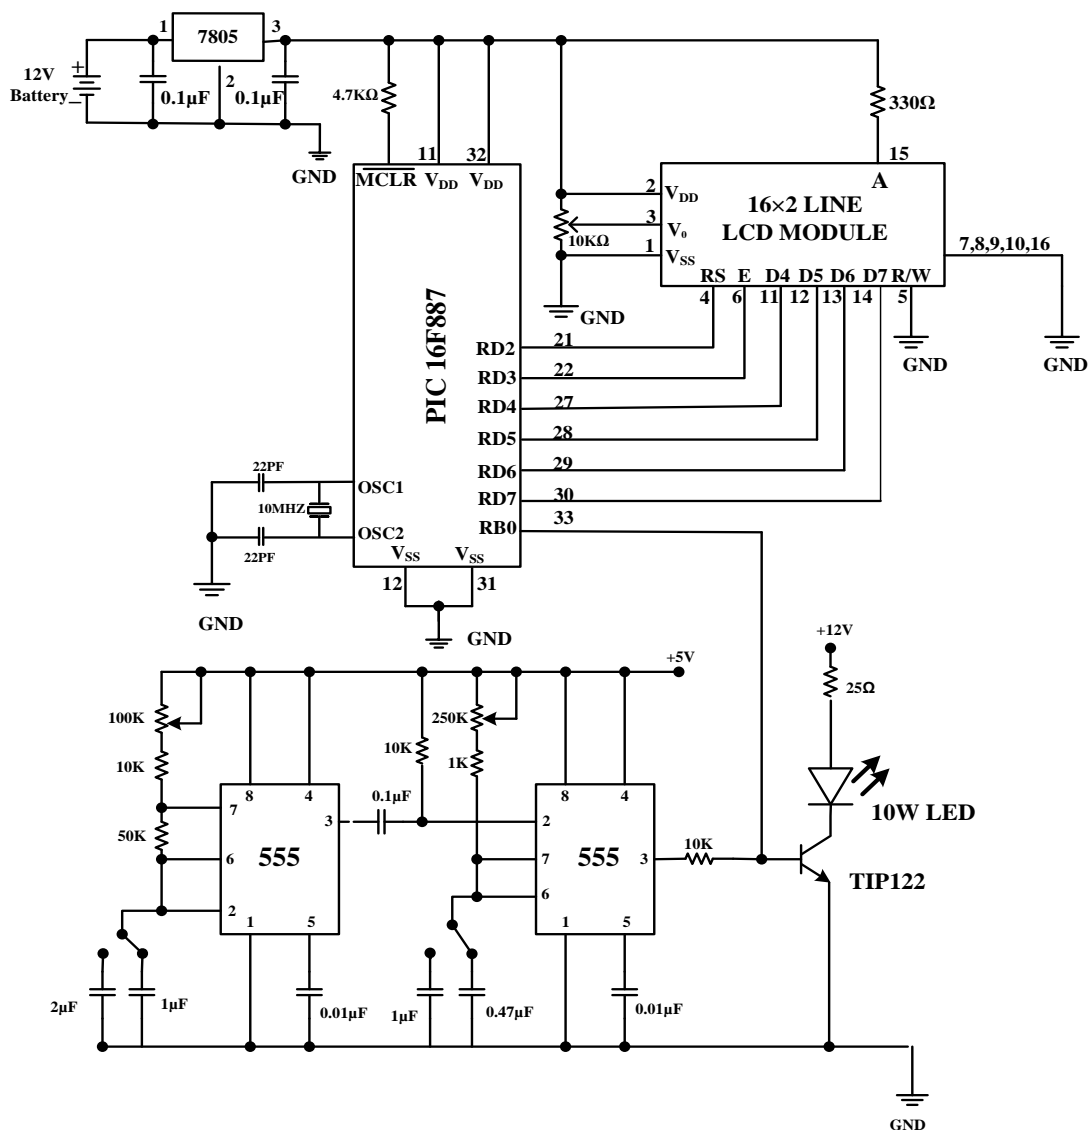 1
7805
3
12V
Battery
+
_
0.1μF
2
0.1μF
GND
4.7KΩ
11
32
MCLR
VDD
VDD
PIC 16F887
330Ω
15
A
2
VDD
16×2 LINE
3
V0
LCD MODULE
10KΩ
1
VSS
7,8,9,10,16
RS
E
D4
D5
D6
D7
R/W
4
6
11
12
13
14
5
GND
GND
GND
RD2
21
RD3
22
RD4
27
RD5
28
RD6
29
RD7
30
RB0
33
22PF
OSC1
10MHZ
OSC2
22PF
VSS
VSS
12
31
GND
GND
+12V
25Ω
+5V
100K
10K
50K
8
4
7
3
6
555
2
1
5
0.1μF
10K
250K
1K
8
4
2
7
555
3
6
1
5
10K
10W LED
TIP122
2μF
1μF
0.01μF
1μF
0.47μF
0.01μF
GND